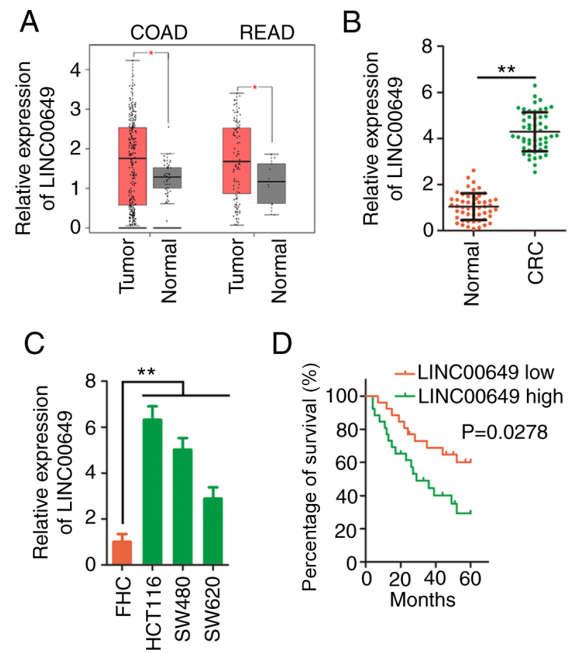 A
COAD
READ
Relative expression
of LINC00649
4
3
2
1
0
*
*
Tumor
Normal
Tumor
Normal
B
Relative expression
of LINC00649
8
6
4
2
0
**
Normal
CRC
C
Relative expression
of LINC00649
8
6
4
2
0
**
FHC
HCT116
SW480
SW620
D
LINC00649 low
LINC00649 high
P=0.0278
Percentage of survival (%)
100
80
60
40
20
0
0
20
40
60
Months